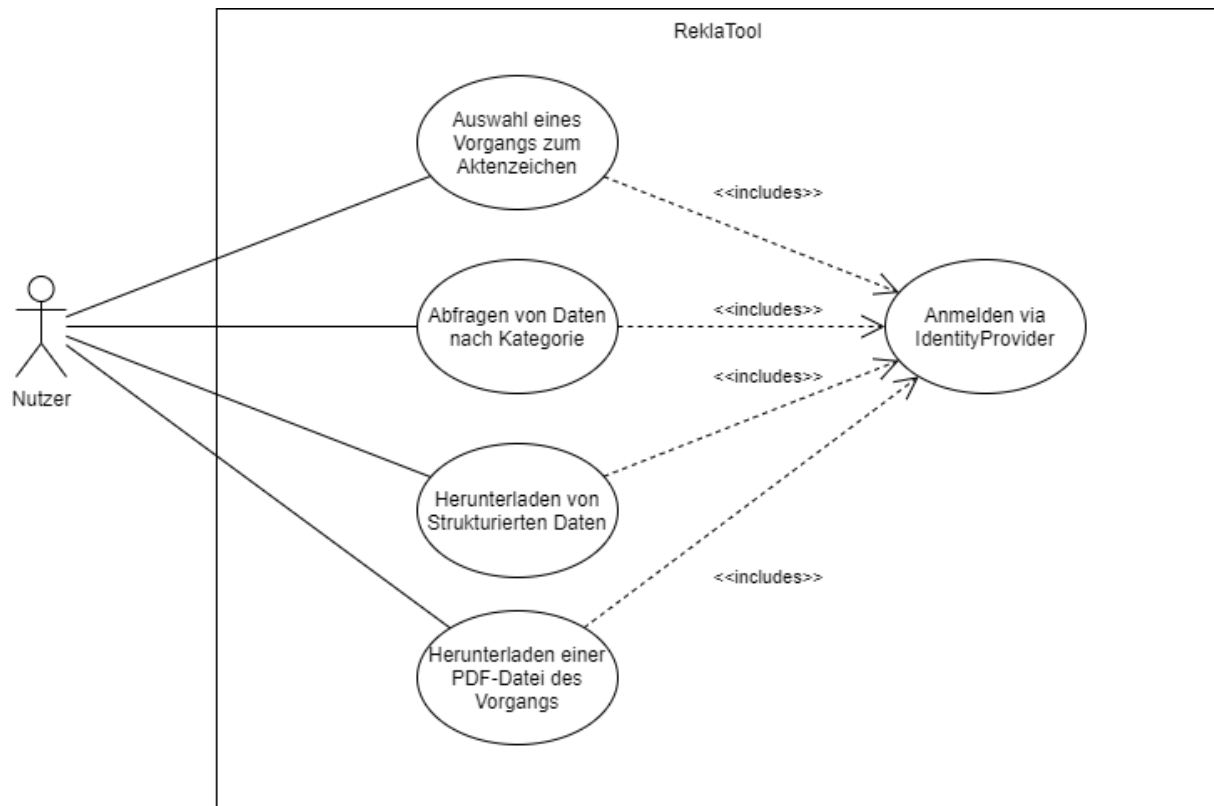 ReklaTool
Auswahl eines
Vorgangs zum
Aktenzeichen
<<includes>>
Abfragen von Daten
nach Kategorie
<<includes>>
Anmelden via
IdentityProvider
<<includes>>
Nutzer
Herunterladen von
Strukturierten Daten
<<includes>>
Herunterladen einer
PDF-Datei des
Vorgangs